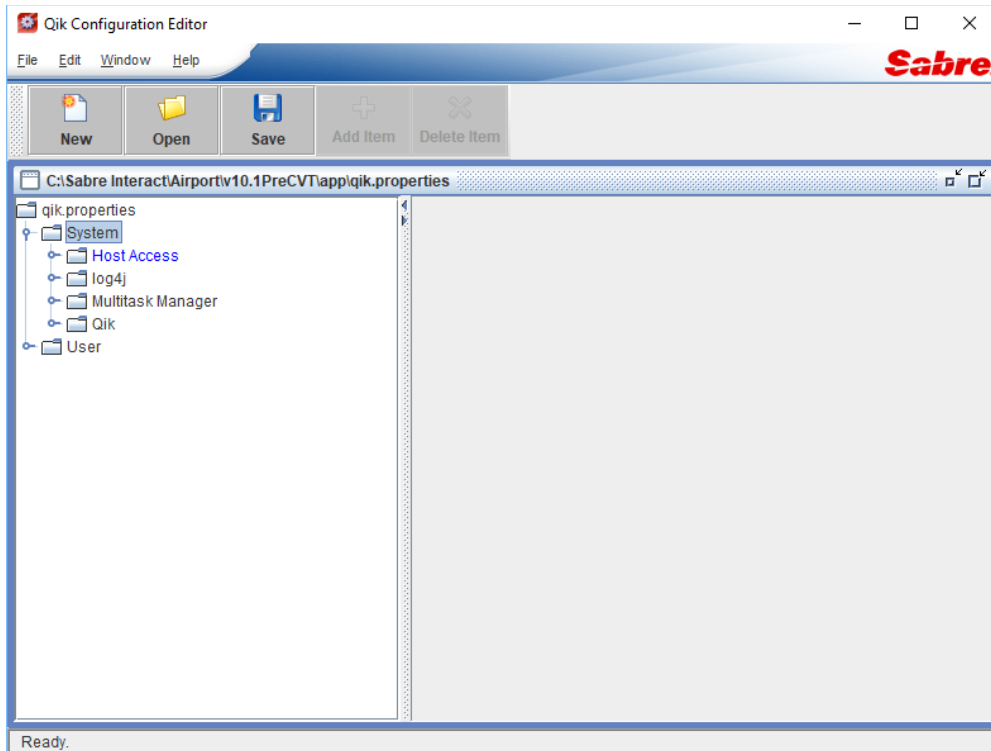 Qik Configuration Editor
File Edit Window Help
Sabre
New Open Save Add Item Delete Item
C:\Sabre Interact\Airport\v10.1PreCVT\app\qik.properties
qik.properties
System
Host Access
log4j
Multitask Manager
Qik
User
Ready.